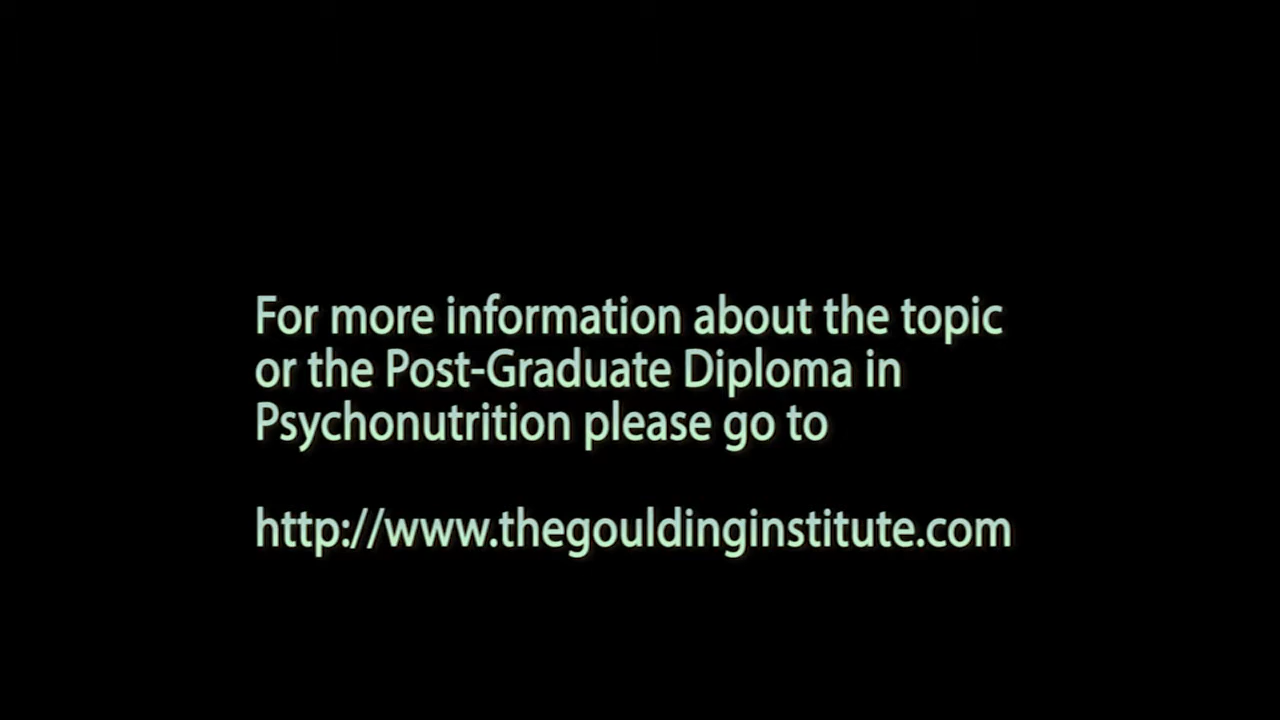 For more information about the topic
or the Post-Graduate Diploma in
Psychonutrition please go to
http://www.thegouldinginstitute.com